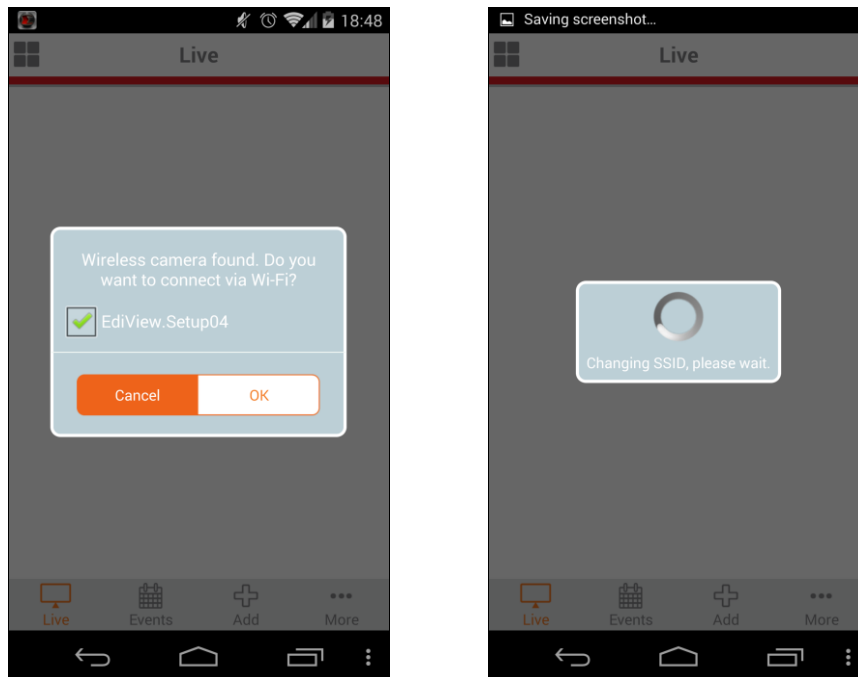 18:48
Live
Wireless camera found. Do you
want to connect via Wi-Fi?
EdiView.Setup04
Cancel OK
Live Events Add More
Saving screenshot...
Live
Changing SSID, please wait.
Live Events Add More